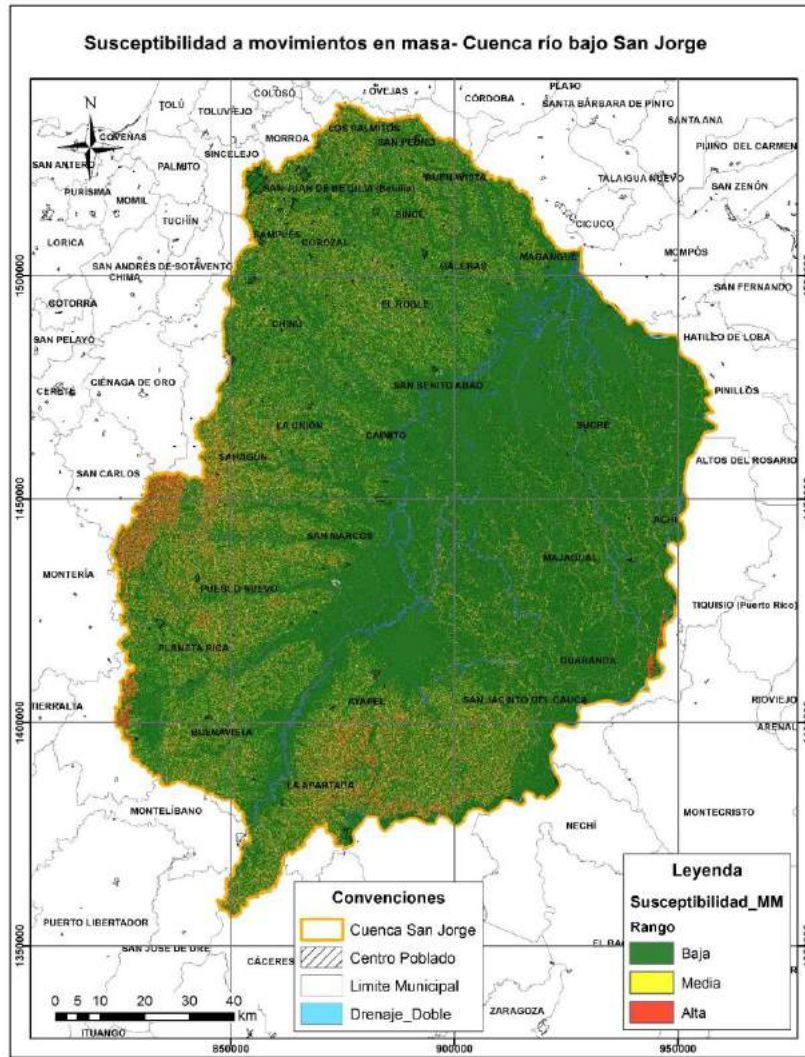 Susceptibilidad a movimientos en masa- Cuenca río bajo San Jorge
N
TOLÚ
COLOSO
OVEJAS
PLATO
CÓRDOBA
SANTA BÁRBARA DE PINTO
TOLUVIEJO
COVEÑAS
MORROA
LOS PALMITOS
SANTA ANA
SINCELEJO
SAN PEDRO
PIJIÑO DEL CARMEN
SAN ANTERO
PALMITO
BUENAVISTA
TALAIGUA NUEVO
SAN ZENÓN
PURÍSIMA
MOMIL
SAN JUAN DE BETULIA (Betulia)
TUCHÍN
SINCÉ
CICUCO
LORICA
SAMPUÉS
COROZAL
MAGANGUÉ
MOMPÓS
SAN ANDRÉS DE SOTAVENTO
GALERAS
CHIMA
SAN FERNANDO
COTORRA
EL ROBLE
CHINÚ
HATILLO DE LOBA
SAN PELAYO
CERETÉ
CIÉNAGA DE ORO
SAN BENITO ABAD
PINILLOS
LA UNIÓN
CAIMITO
SUCRE
SAHAGÚN
ALTOS DEL ROSARIO
SAN CARLOS
ACHÍ
SAN MARCOS
MAJAGUAL
MONTERÍA
PUEBLO NUEVO
TIQUISIO (Puerto Rico)
PLANETA RICA
GUARANDA
TIERRALTA
AYAPEL
SAN JACINTO DEL CAUCA
RIOVIEJO
ARENAL
BUENAVISTA
LA APARTADA
MONTELÍBANO
NECHÍ
MONTECRISTO
PUERTO LIBERTADOR
SAN JOSÉ DE URÉ
CÁCERES
ZARAGOZA
ITUANGO
1500000
1450000
1400000
1350000
850000
900000
950000
Convenciones
Cuenca San Jorge
Centro Poblado
Limite Municipal
Drenaje_Doble
Leyenda
Susceptibilidad_MM
Rango
Baja
Media
Alta
0 5 10 20 30 40
km